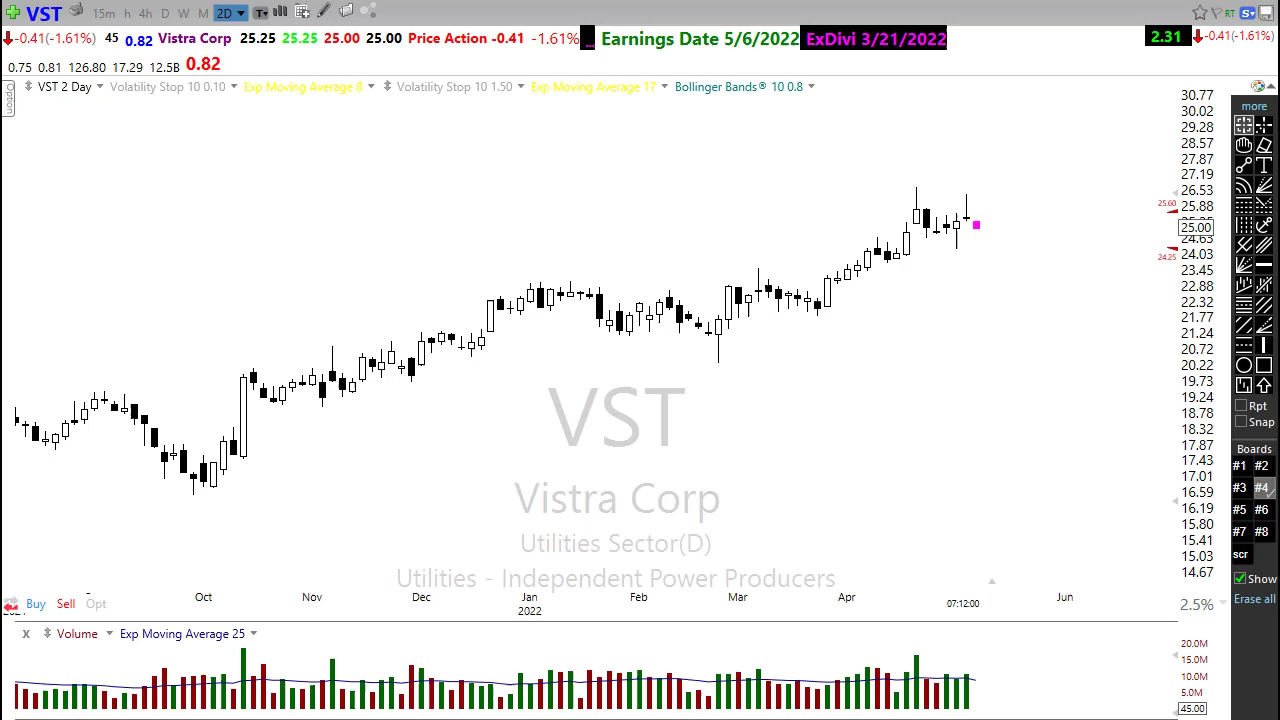 VST 15m h 4h D W M 2D T RT S
-0.41(-1.61%) 45 0.82 Vistra Corp 25.25 25.25 25.00 25.00 Price Action -0.41 -1.61% ... Earnings Date 5/6/2022 ExDivi 3/21/2022 2.31 -0.41(-1.61%)
0.75 0.81 126.80 17.29 12.5B 0.82
Option
VST 2 Day Volatility Stop 10 0.10 Exp Moving Average 8 Volatility Stop 10 1.50 Exp Moving Average 17 Bollinger Bands® 10 0.8
30.77
30.02
29.28
28.57
27.87
27.19
26.53
25.88
25.60
25.00
24.63
24.03
24.25
23.45
22.88
22.32
21.77
21.24
20.72
20.22
19.73
19.24
18.78
18.32
17.87
17.43
17.01
16.59
16.19
15.80
15.41
15.03
14.67
2.5%
VST
Vistra Corp
Utilities Sector(D)
Utilities - Independent Power Producers
Oct Nov Dec Jan Feb Mar Apr Jun
2022
07:12:00
Buy Sell Opt
x Volume Exp Moving Average 25
20.0M
15.0M
10.0M
5.0M
45.00
more
T
Rpt
Snap
Boards
#1 #2
#3 #4
#5 #6
#7 #8
scr
Show
Erase all